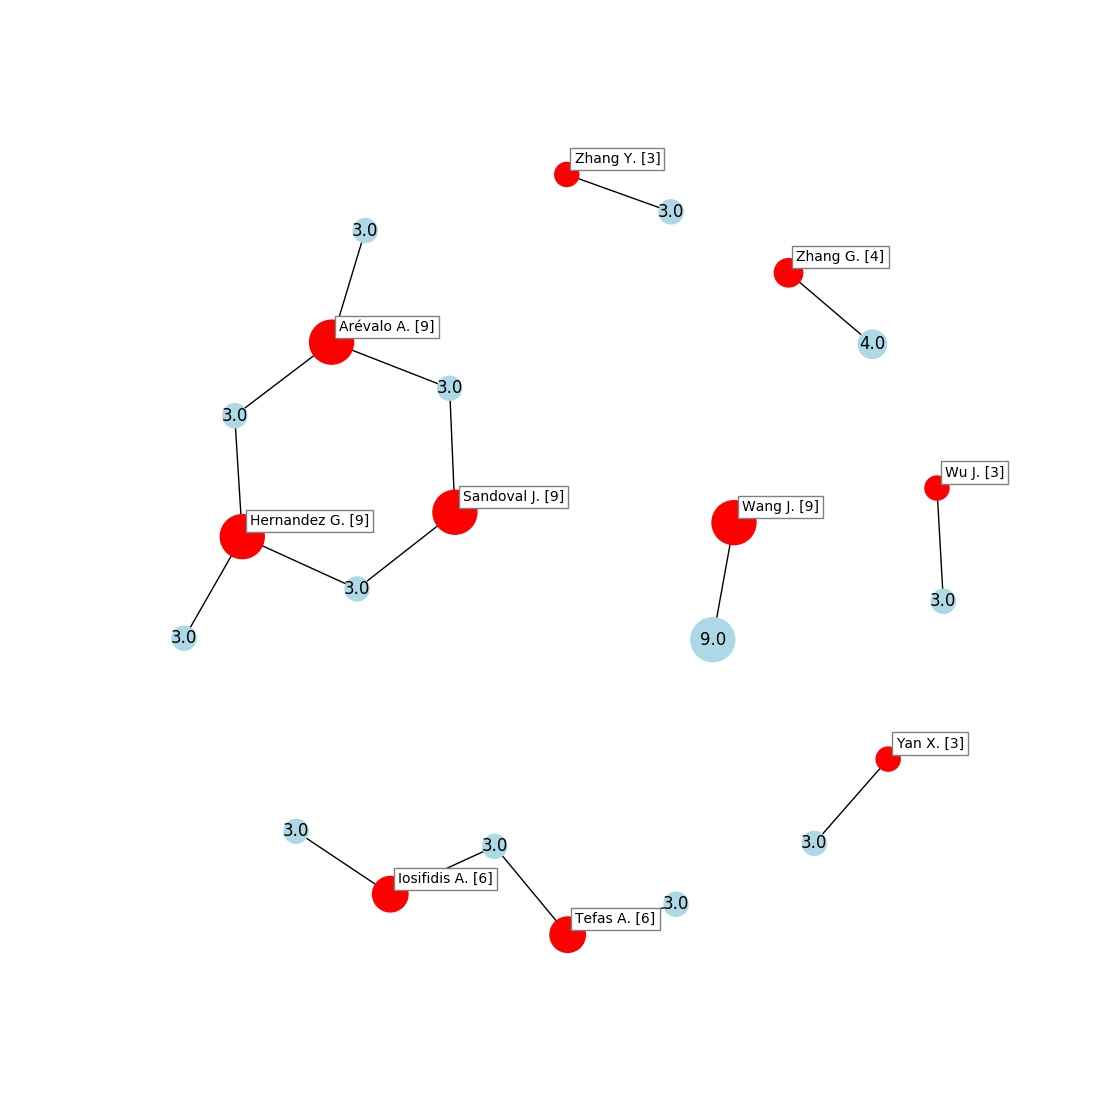 Zhang Y. [3]
3.0
3.0
Zhang G. [4]
Arévalo A. [9]
4.0
3.0
3.0
Wu J. [3]
Sandoval J. [9]
Wang J. [9]
Hernandez G. [9]
3.0
3.0
3.0
9.0
Yan X. [3]
3.0
3.0
3.0
Iosifidis A. [6]
3.0
Tefas A. [6]